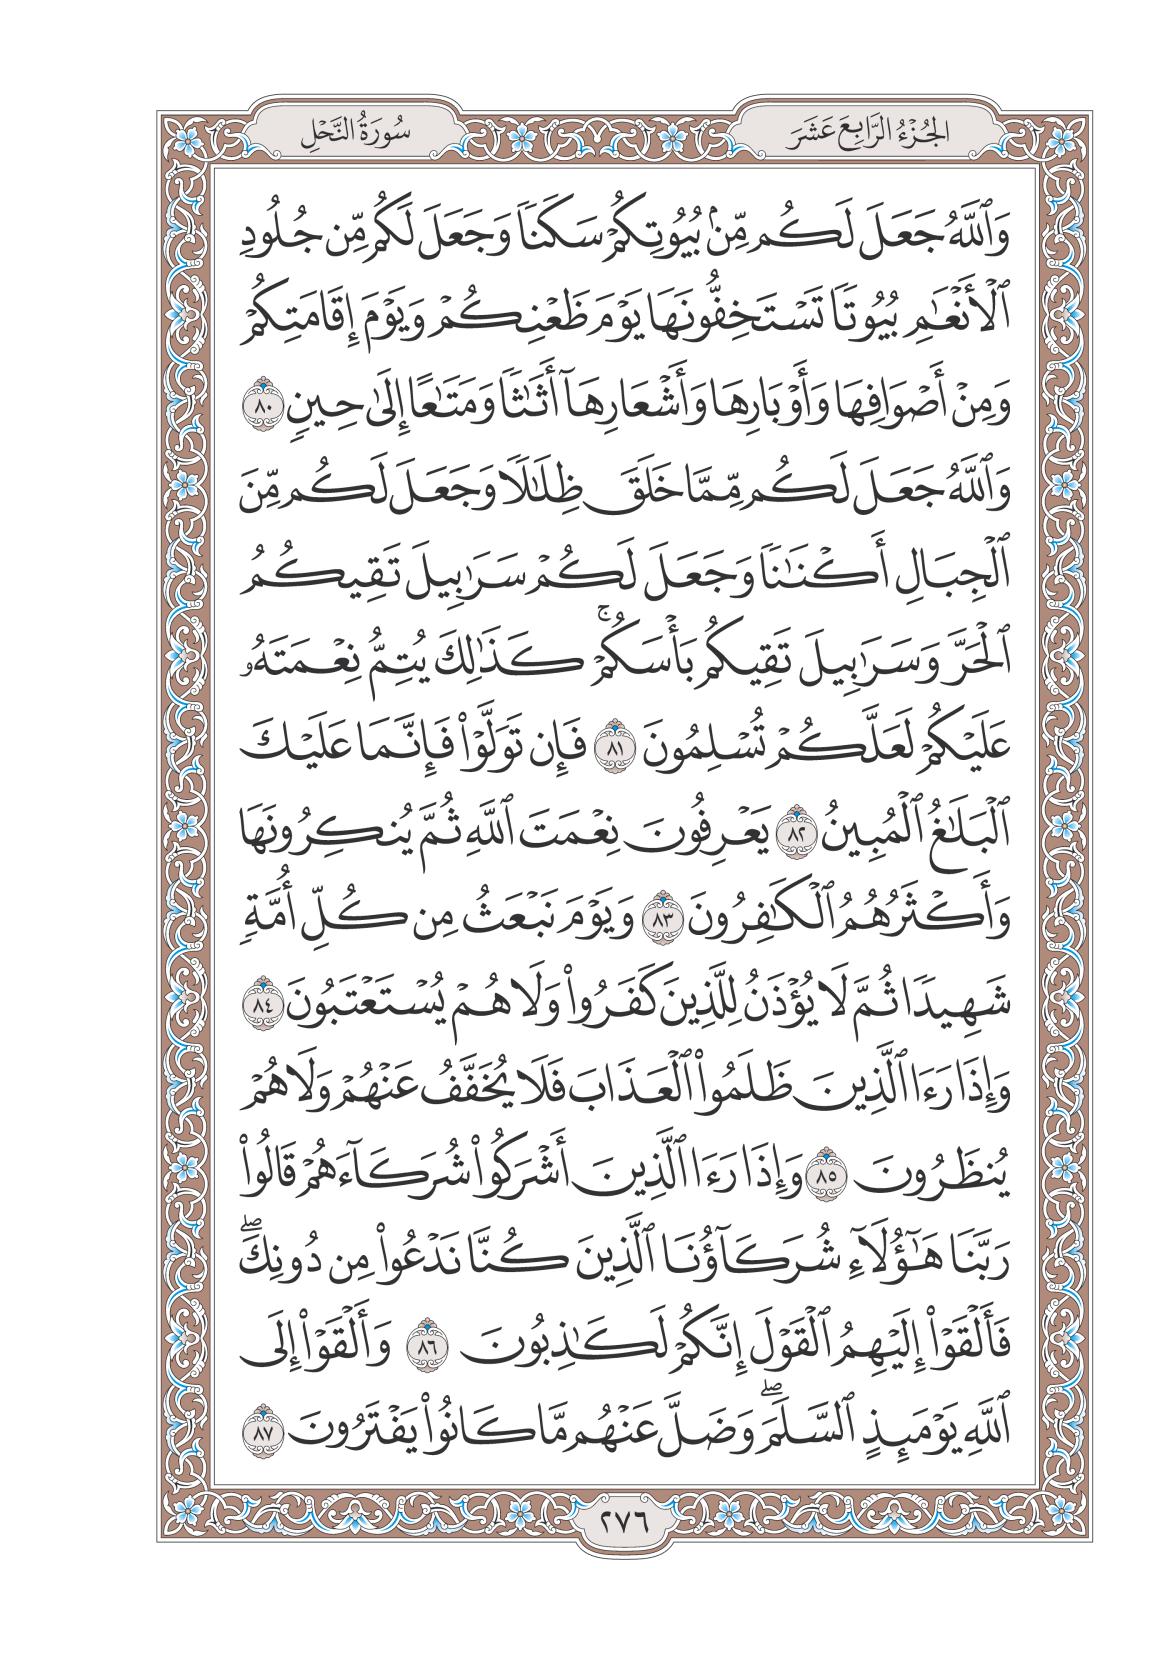 الجُزْءُ الرَّابِعَ عَشَرَ
سُورَةُ النَّحْلِ
وَٱللَّهُ جَعَلَ لَكُم مِّنۢ بُيُوتِكُمْ سَكَنًا وَجَعَلَ لَكُم مِّن جُلُودِ
ٱلْأَنْعَٰمِ بُيُوتًا تَسْتَخِفُّونَهَا يَوْمَ ظَعْنِكُمْ وَيَوْمَ إِقَامَتِكُمْ
وَمِنْ أَصْوَافِهَا وَأَوْبَارِهَا وَأَشْعَارِهَآ أَثَٰثًا وَمَتَٰعًا إِلَىٰ حِينٍ ٨٠
وَٱللَّهُ جَعَلَ لَكُم مِّمَّا خَلَقَ ظِلَٰلًا وَجَعَلَ لَكُم مِّنَ
ٱلْجِبَالِ أَكْنَٰنًا وَجَعَلَ لَكُمْ سَرَٰبِيلَ تَقِيكُمُ
ٱلْحَرَّ وَسَرَٰبِيلَ تَقِيكُم بَأْسَكُمْۚ كَذَٰلِكَ يُتِمُّ نِعْمَتَهُۥ
عَلَيْكُمْ لَعَلَّكُمْ تُسْلِمُونَ ٨١ فَإِن تَوَلَّوْا۟ فَإِنَّمَا عَلَيْكَ
ٱلْبَلَٰغُ ٱلْمُبِينُ ٨٢ يَعْرِفُونَ نِعْمَتَ ٱللَّهِ ثُمَّ يُنكِرُونَهَا
وَأَكْثَرُهُمُ ٱلْكَٰفِرُونَ ٨٣ وَيَوْمَ نَبْعَثُ مِن كُلِّ أُمَّةٍ
شَهِيدًا ثُمَّ لَا يُؤْذَنُ لِلَّذِينَ كَفَرُوا۟ وَلَا هُمْ يُسْتَعْتَبُونَ ٨٤
وَإِذَا رَءَا ٱلَّذِينَ ظَلَمُوا۟ ٱلْعَذَابَ فَلَا يُخَفَّفُ عَنْهُمْ وَلَا هُمْ
يُنظَرُونَ ٨٥ وَإِذَا رَءَا ٱلَّذِينَ أَشْرَكُوا۟ شُرَكَآءَهُمْ قَالُوا۟
رَبَّنَا هَٰٓؤُلَآءِ شُرَكَآؤُنَا ٱلَّذِينَ كُنَّا نَدْعُوا۟ مِن دُونِكَۖ
فَأَلْقَوْا۟ إِلَيْهِمُ ٱلْقَوْلَ إِنَّكُمْ لَكَٰذِبُونَ ٨٦ وَأَلْقَوْا۟ إِلَى
ٱللَّهِ يَوْمَئِذٍ ٱلسَّلَمَۖ وَضَلَّ عَنْهُم مَّا كَانُوا۟ يَفْتَرُونَ ٨٧
٢٧٦